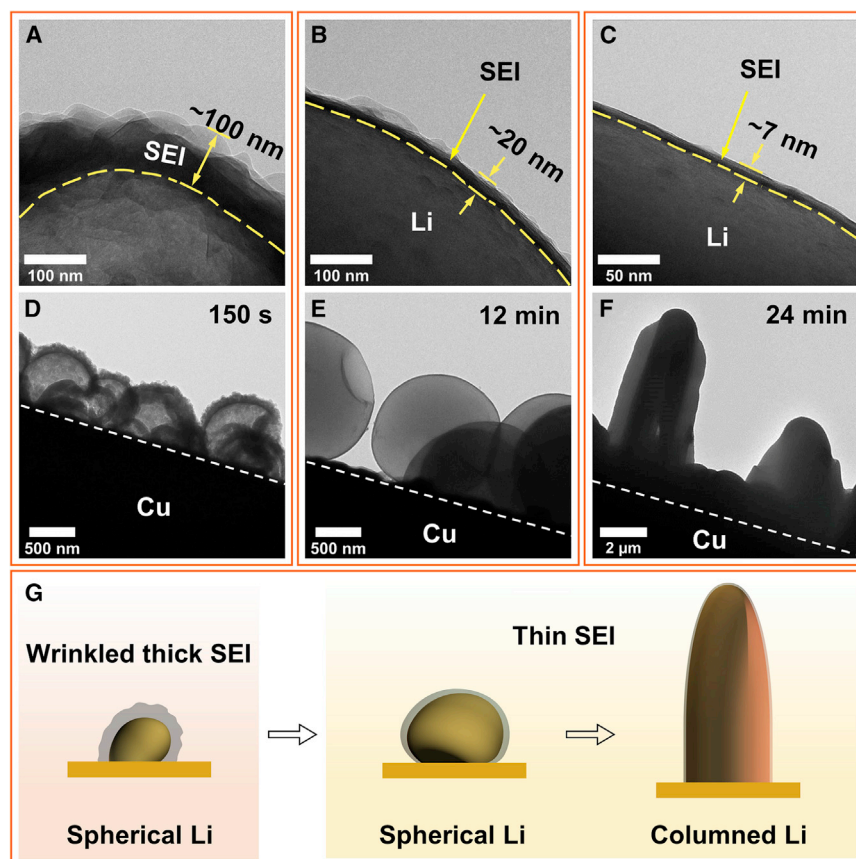 A
~100 nm
SEI
100 nm
B
SEI
~20 nm
Li
100 nm
C
SEI
~7 nm
Li
50 nm
D
150 s
Cu
500 nm
E
12 min
Cu
500 nm
F
24 min
Cu
2 μm
G
Wrinkled thick SEI
Thin SEI
Spherical Li
Spherical Li
Columned Li